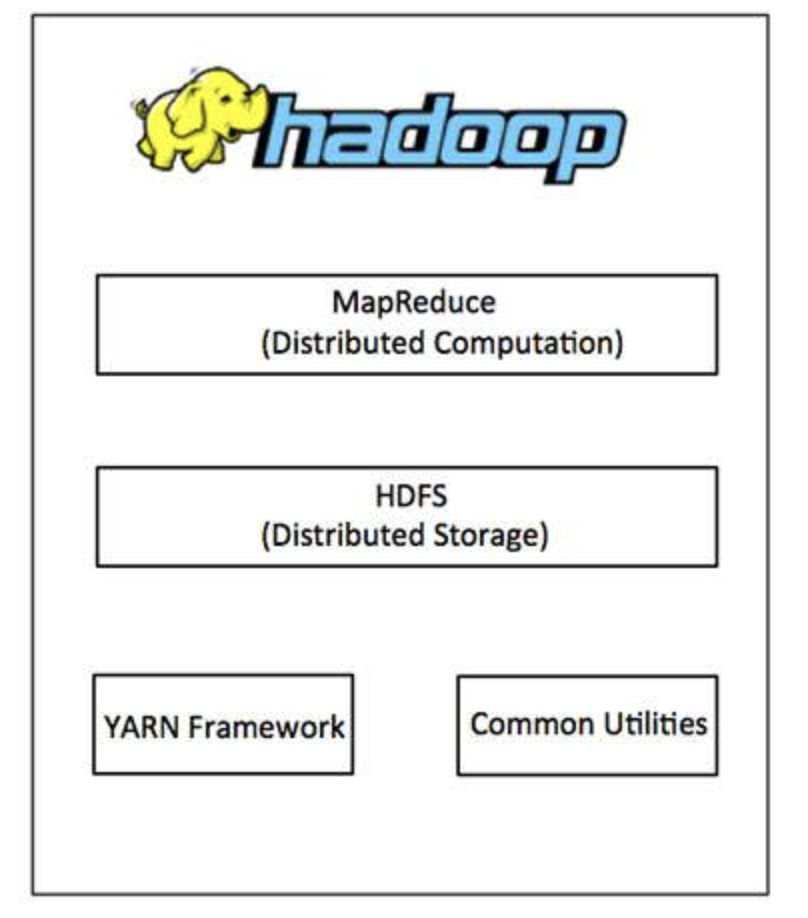 hadoop
MapReduce
(Distributed Computation)
HDFS
(Distributed Storage)
YARN Framework
Common Utilities